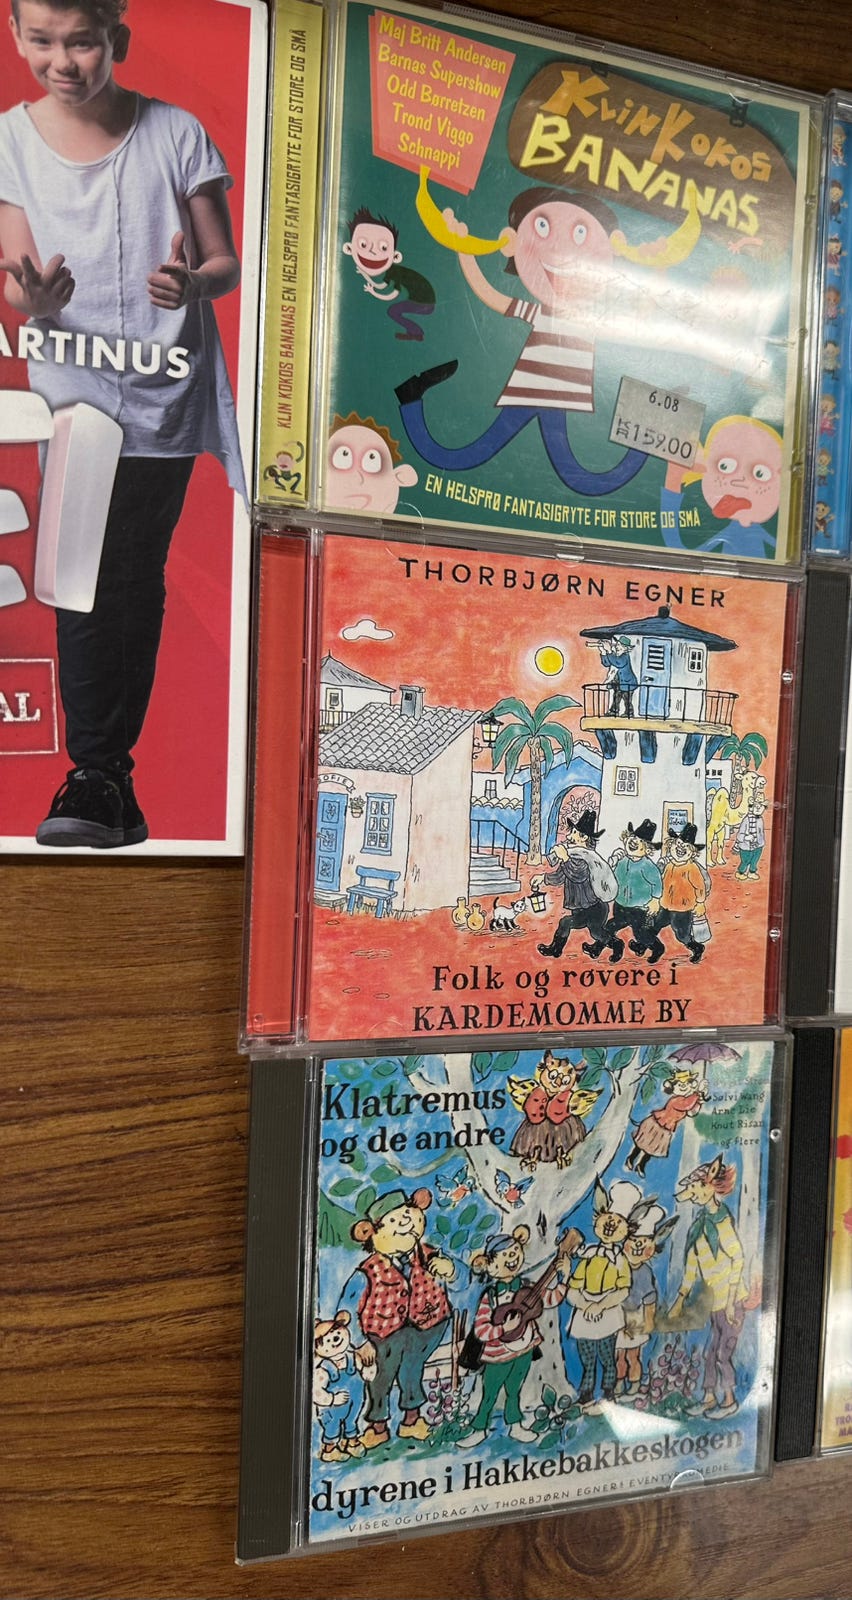 ARTINUS
AL
KLIN KOKOS BANANAS EN HELSPRØ FANTASIGRYTE FOR STORE OG SMÅ
Maj Britt Andersen
Barnas Supershow
Odd Børretzen
Trond Viggo
Schnappi
KLIN KOKOS
BANANAS
6.08
KR 159.00
EN HELSPRØ FANTASIGRYTE FOR STORE OG SMÅ
THORBJØRN EGNER
Folk og røvere i
KARDEMOMME BY
Klatremus
og de andre
Sølvi Wang
Arne Lie
Knut Risan
og flere
dyrene i Hakkebakkeskogen
VISER OG UTDRAG AV THORBJØRN EGNERS EVENTYRKOMEDIE